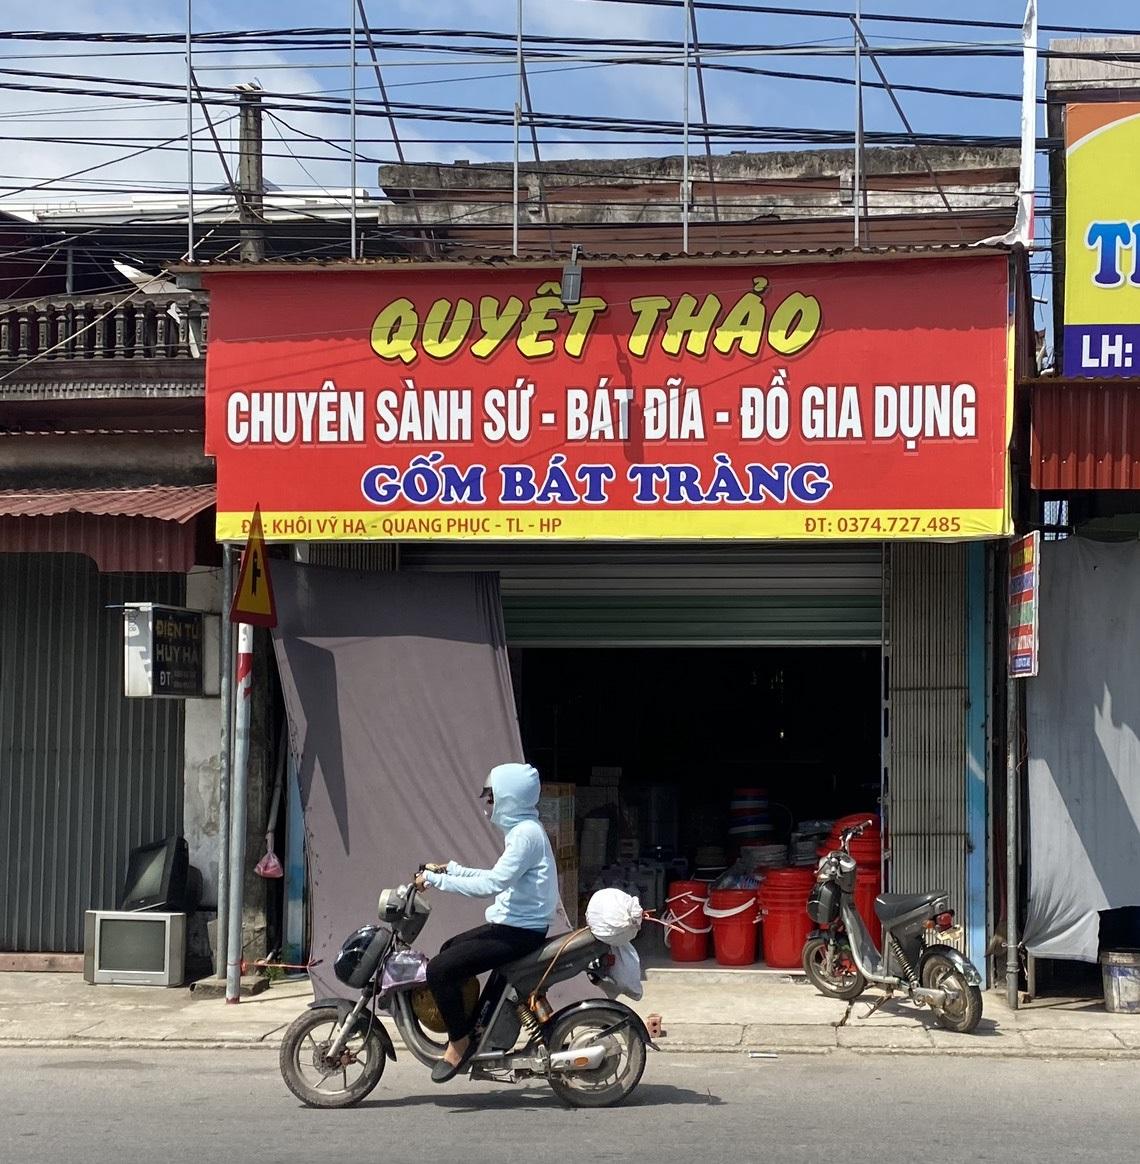 QUYẾT THẢO
CHUYÊN SÀNH SỨ - BÁT ĐĨA - ĐỒ GIA DỤNG
GỐM BÁT TRÀNG
KHÔI VỸ HẠ - QUANG PHỤC - TL - HP
ĐT: 0374.727.485
LH:
ĐIỆN TỬ
HUY HÀ
ĐT: